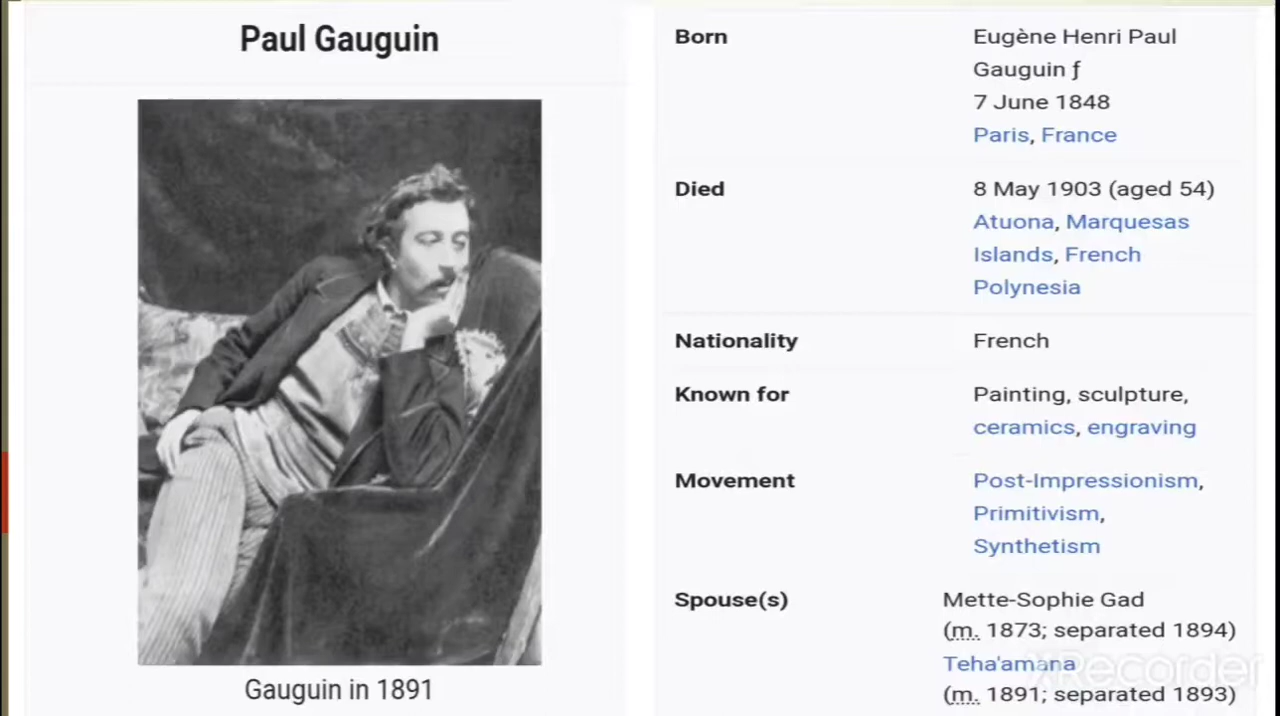 Paul Gauguin
Gauguin in 1891
Born
Eugène Henri Paul
Gauguin ƒ
7 June 1848
Paris, France
Died
8 May 1903 (aged 54)
Atuona, Marquesas
Islands, French
Polynesia
Nationality
French
Known for
Painting, sculpture,
ceramics, engraving
Movement
Post-Impressionism,
Primitivism,
Synthetism
Spouse(s)
Mette-Sophie Gad
(m. 1873; separated 1894)
Teha'amana
(m. 1891; separated 1893)
XRecorder